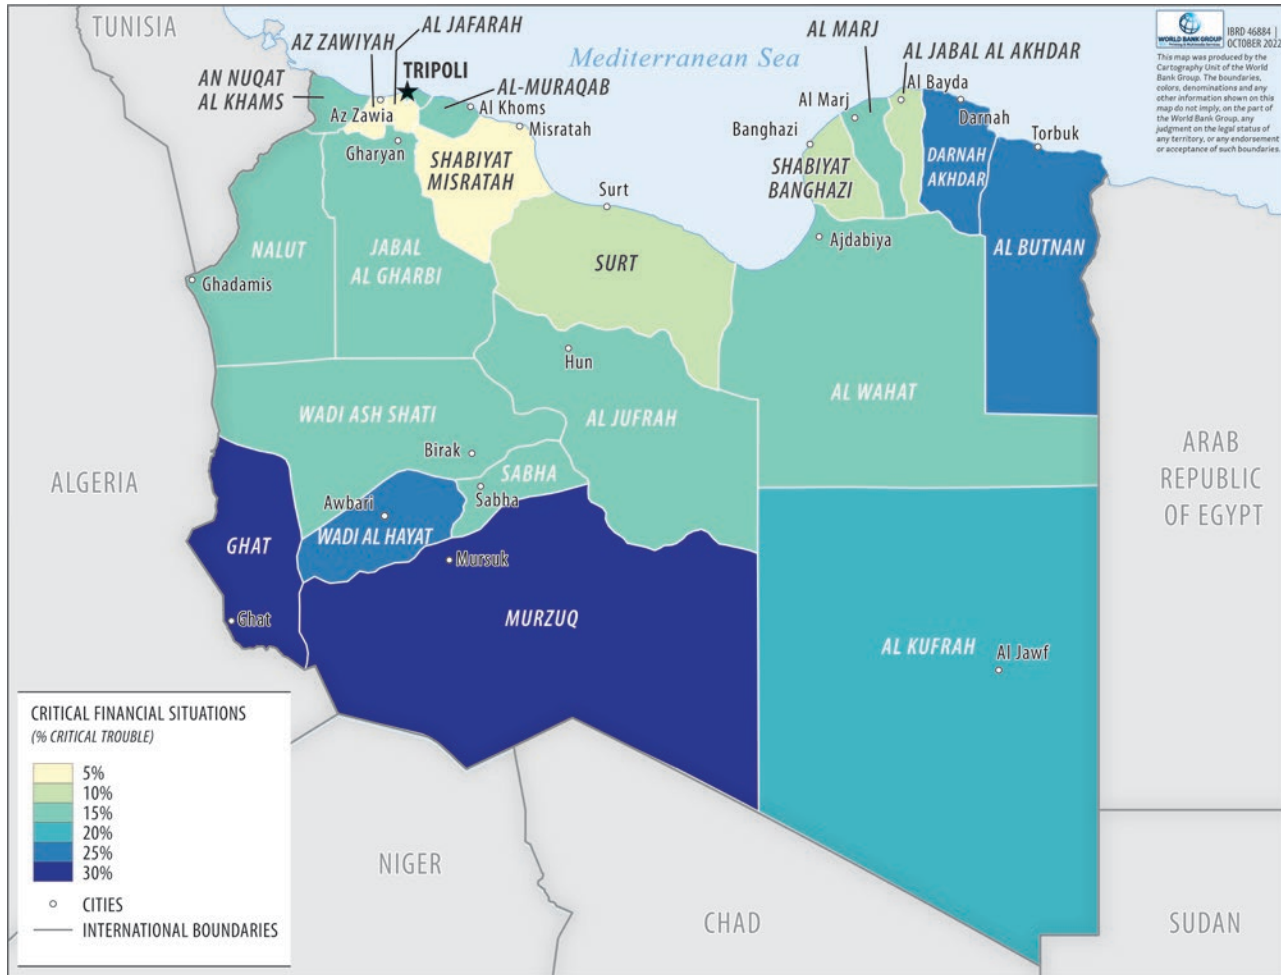 TUNISIA
AL JAFARAH
AZ ZAWIYAH
AN NUQAT
AL KHAMS
TRIPOLI
AL-MURAQAB
Az Zawia
Al Khoms
Misratah
Gharyan
SHABIYAT
MISRATAH
Mediterranean Sea
AL MARJ
AL JABAL AL AKHDAR
Al Bayda
Al Marj
Darnah
Banghazi
Torbuk
SHABIYAT
BANGHAZI
DARNAH
AKHDAR
WORLD BANK GROUP
IBRD 46884 |
OCTOBER 2022
This map was produced by the
Cartography Unit of the World
Bank Group. The boundaries,
colors, denominations and any
other information shown on this
map do not imply, on the part of
the World Bank Group, any
judgment on the legal status of
any territory, or any endorsement
or acceptance of such boundaries.
Surt
Ajdabiya
NALUT
JABAL
AL GHARBI
SURT
AL BUTNAN
Ghadamis
Hun
WADI ASH SHATI
AL JUFRAH
AL WAHAT
Birak
SABHA
Sabha
ALGERIA
ARAB
REPUBLIC
OF EGYPT
Awbari
WADI AL HAYAT
GHAT
Mursuk
Ghat
MURZUQ
AL KUFRAH
Al Jawf
CRITICAL FINANCIAL SITUATIONS
(% CRITICAL TROUBLE)
5%
10%
15%
20%
25%
30%
CITIES
INTERNATIONAL BOUNDARIES
NIGER
CHAD
SUDAN